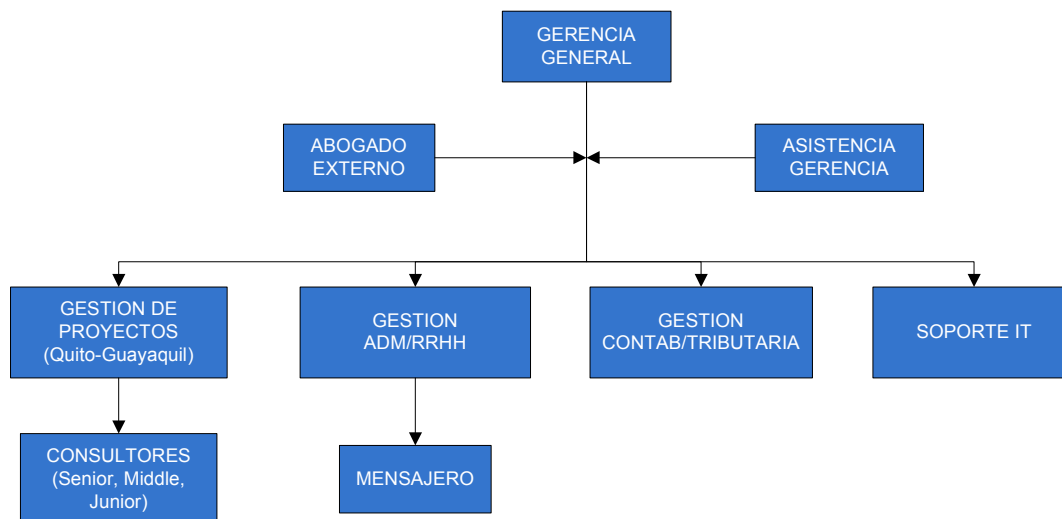 GERENCIA
GENERAL
ABOGADO
EXTERNO
ASISTENCIA
GERENCIA
GESTION DE
PROYECTOS
(Quito-Guayaquil)
GESTION
ADM/RRHH
GESTION
CONTAB/TRIBUTARIA
SOPORTE IT
CONSULTORES
(Senior, Middle,
Junior)
MENSAJERO